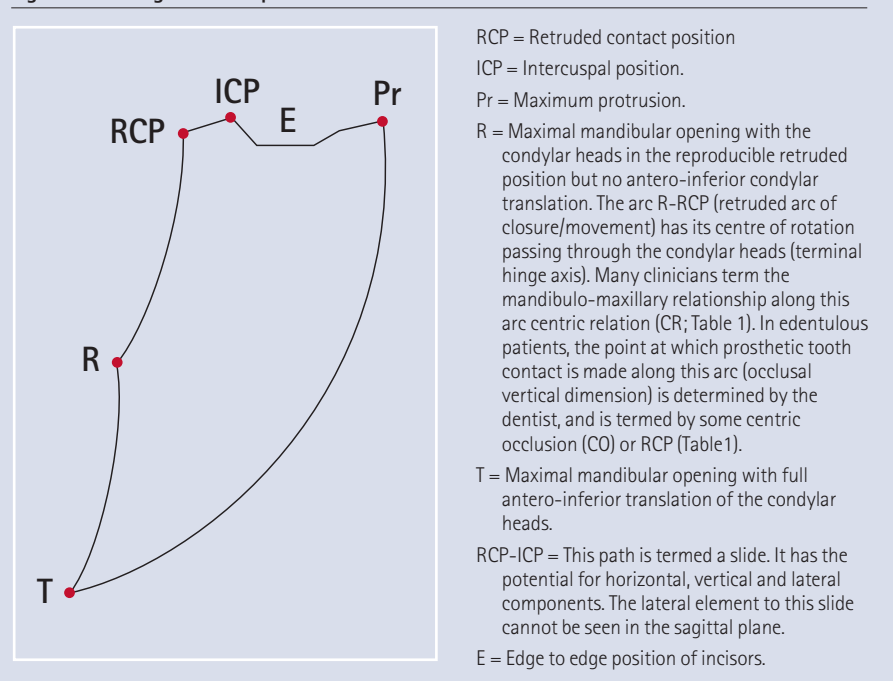 ICP
Pr
E
RCP
R
T
RCP = Retruded contact position
ICP = Intercuspal position.
Pr = Maximum protrusion.
R = Maximal mandibular opening with the
condylar heads in the reproducible retruded
position but no antero-inferior condylar
translation. The arc R-RCP (retruded arc of
closure/movement) has its centre of rotation
passing through the condylar heads (terminal
hinge axis). Many clinicians term the
mandibulo-maxillary relationship along this
arc centric relation (CR; Table 1). In edentulous
patients, the point at which prosthetic tooth
contact is made along this arc (occlusal
vertical dimension) is determined by the
dentist, and is termed by some centric
occlusion (CO) or RCP (Table1).
T = Maximal mandibular opening with full
antero-inferior translation of the condylar
heads.
RCP-ICP = This path is termed a slide. It has the
potential for horizontal, vertical and lateral
components. The lateral element to this slide
cannot be seen in the sagittal plane.
E = Edge to edge position of incisors.